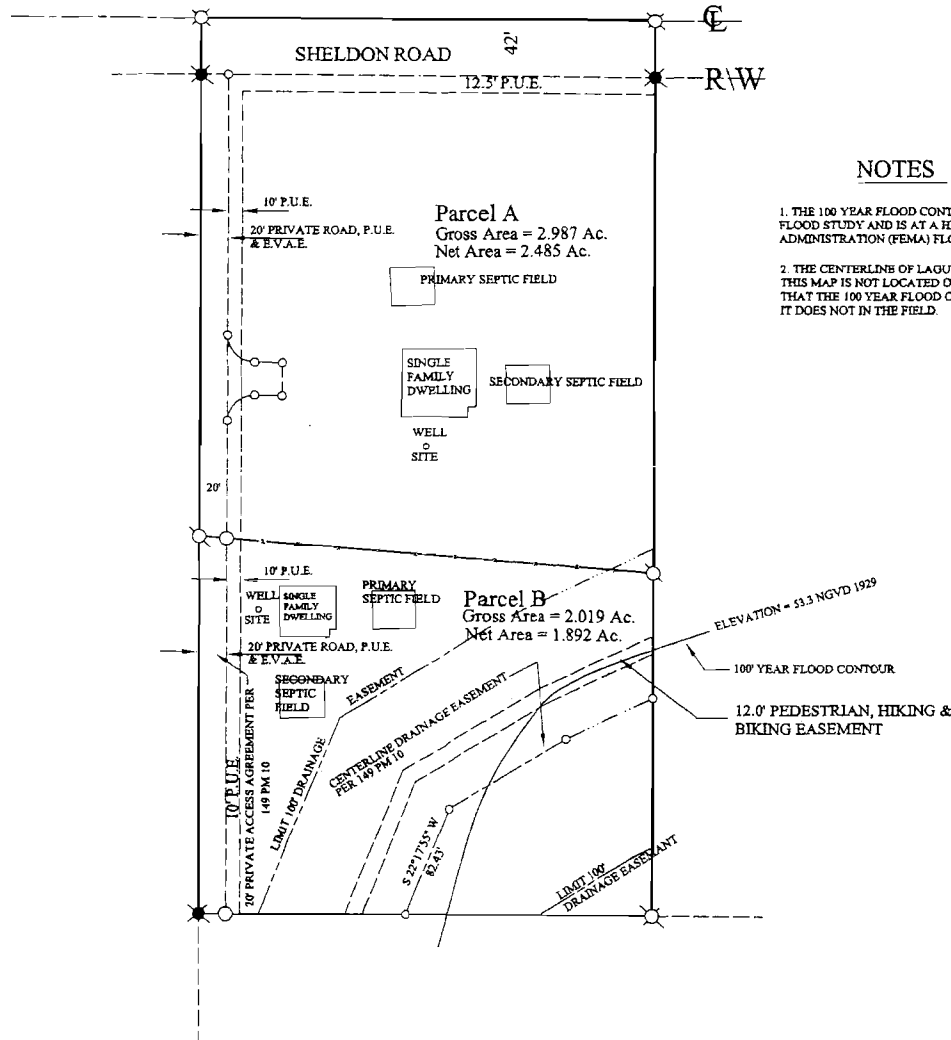 ℄
SHELDON ROAD
42'
R\W
12.5' P.U.E.
NOTES
10' P.U.E.
20' PRIVATE ROAD, P.U.E.
& E.V.A.E.
Parcel A
Gross Area = 2.987 Ac.
Net Area = 2.485 Ac.
1. THE 100 YEAR FLOOD CONT
FLOOD STUDY AND IS AT A H
ADMINISTRATION (FEMA) FLO
2. THE CENTERLINE OF LAGU
THIS MAP IS NOT LOCATED O
THAT THE 100 YEAR FLOOD C
IT DOES NOT IN THE FIELD.
PRIMARY SEPTIC FIELD
SINGLE
FAMILY
DWELLING
SECONDARY SEPTIC FIELD
WELL
SITE
20'
10' P.U.E.
WELL
SITE
SINGLE
FAMILY
DWELLING
PRIMARY
SEPTIC FIELD
Parcel B
Gross Area = 2.019 Ac.
Net Area = 1.892 Ac.
ELEVATION = 53.3 NGVD 1929
20' PRIVATE ROAD, P.U.E.
& E.V.A.E.
100' YEAR FLOOD CONTOUR
SECONDARY
SEPTIC
FIELD
12.0' PEDESTRIAN, HIKING &
BIKING EASEMENT
LIMIT 100' DRAINAGE EASEMENT
CENTERLINE DRAINAGE EASEMENT
PER 149 PM 10
10' P.U.E
20' PRIVATE ACCESS AGREEMENT PER
149 PM 10
S 22°17'55" W
82.43'
LIMIT 100'
DRAINAGE EASEMANT